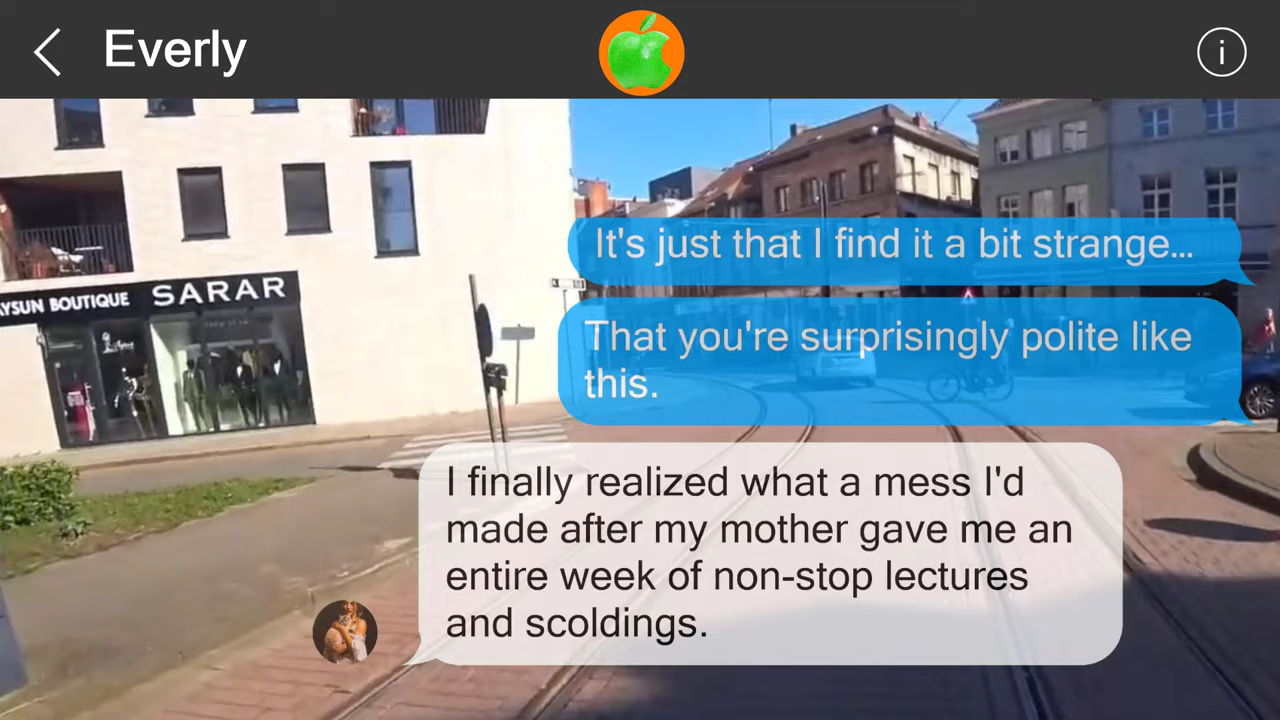 Everly
i
It's just that I find it a bit strange...
That you're surprisingly polite like
this.
I finally realized what a mess I'd
made after my mother gave me an
entire week of non-stop lectures
and scoldings.
AYSUN BOUTIQUE SARAR